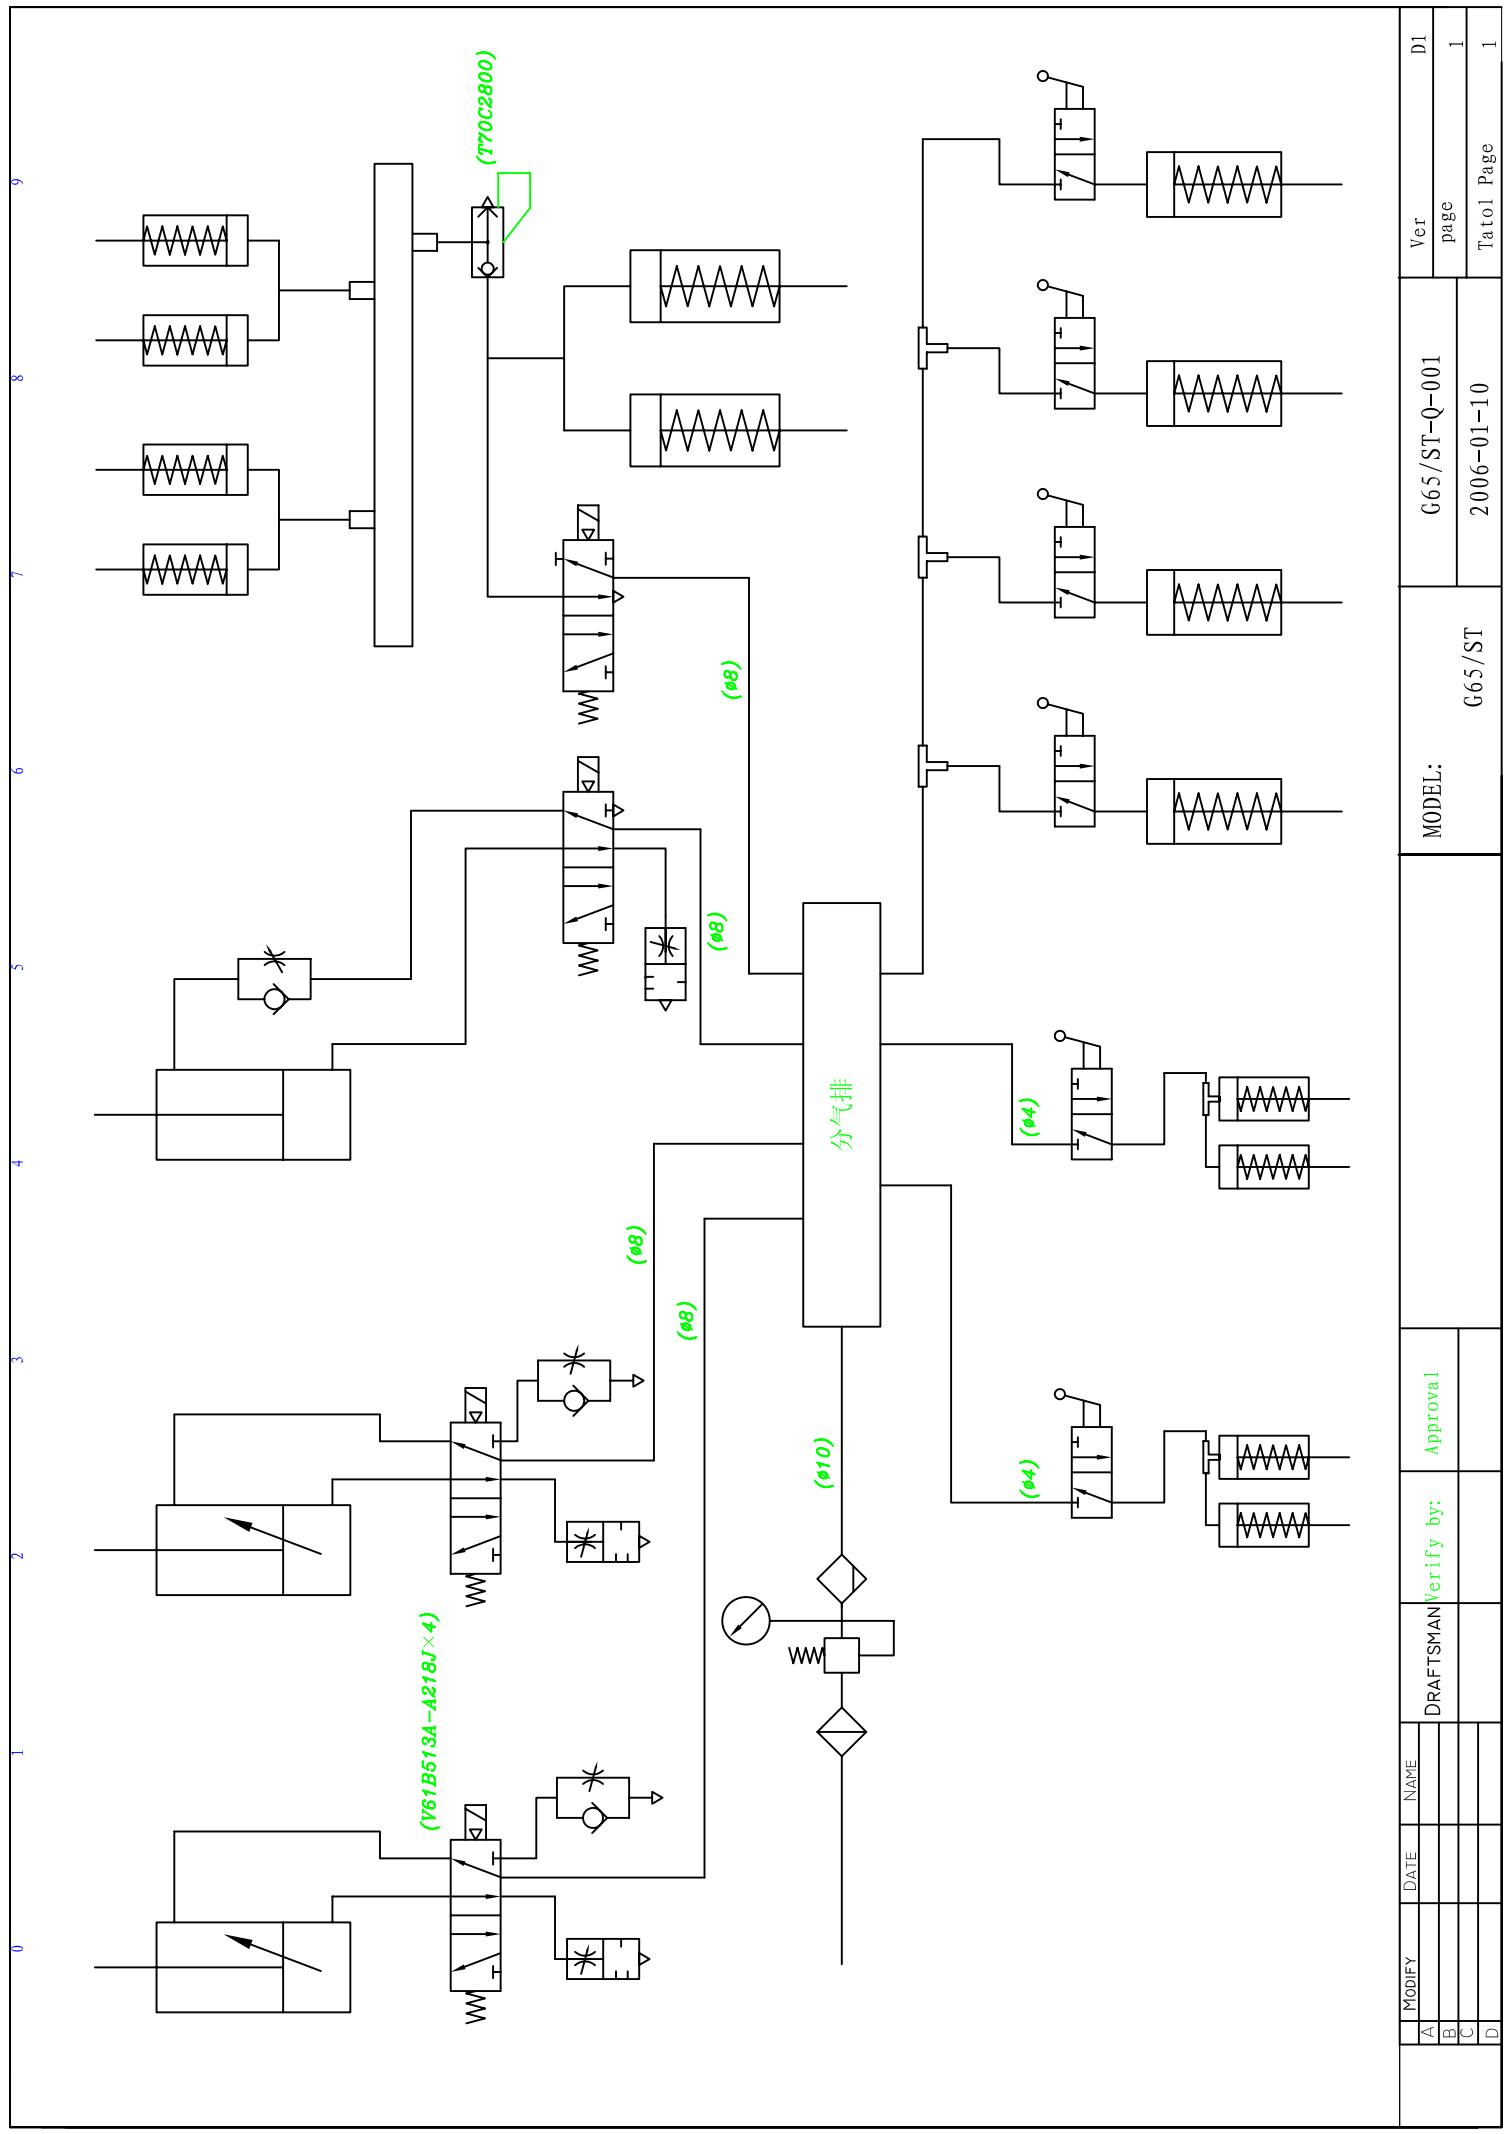 0
1
2
3
4
5
6
7
8
9
(T70C2800)
(ø8)
(ø8)
(ø8)
(ø8)
(V61B513A-A218J×4)
分气排
(ø10)
(ø4)
(ø4)
MODIFY
DATE
NAME
A
B
C
D
DRAFTSMAN
Verify by:
Approval
MODEL:
G65/ST
G65/ST-Q-001
2006-01-10
Ver D1
page 1
Tatol Page 1